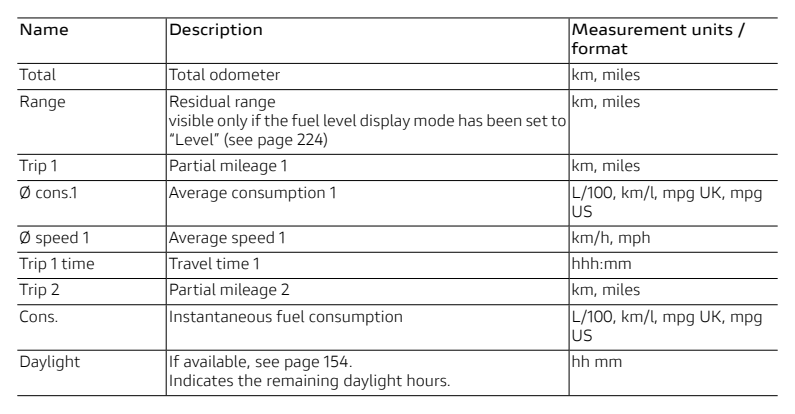 Name Description Measurement units /
format
Total Total odometer km, miles
Range Residual range km, miles
visible only if the fuel level display mode has been set to
“Level” (see page 224)
Trip 1 Partial mileage 1 km, miles
Ø cons.1 Average consumption 1 L/100, km/l, mpg UK, mpg
US
Ø speed 1 Average speed 1 km/h, mph
Trip 1 time Travel time 1 hhh:mm
Trip 2 Partial mileage 2 km, miles
Cons. Instantaneous fuel consumption L/100, km/l, mpg UK, mpg
US
Daylight If available, see page 154. hh mm
Indicates the remaining daylight hours.